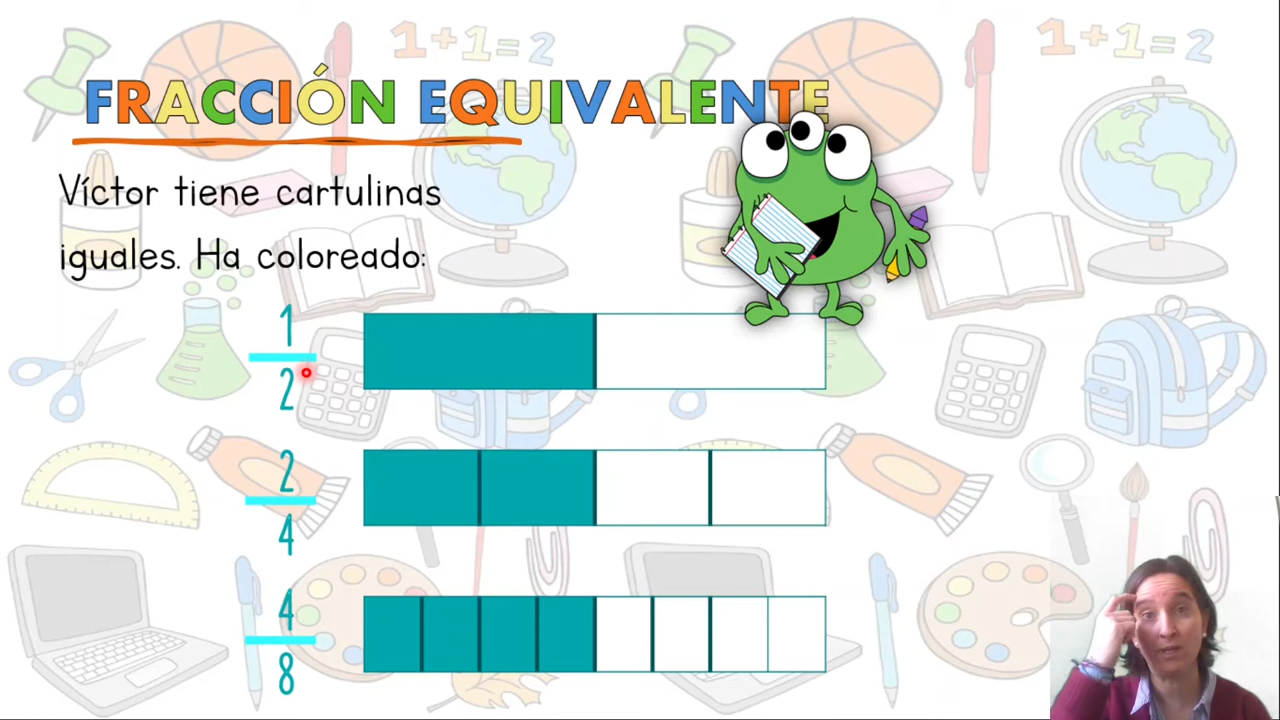 1+1=2
1+1=2
FRACCIÓN EQUIVALENTE
Víctor tiene cartulinas
iguales. Ha coloreado:
1
2
2
4
4
8